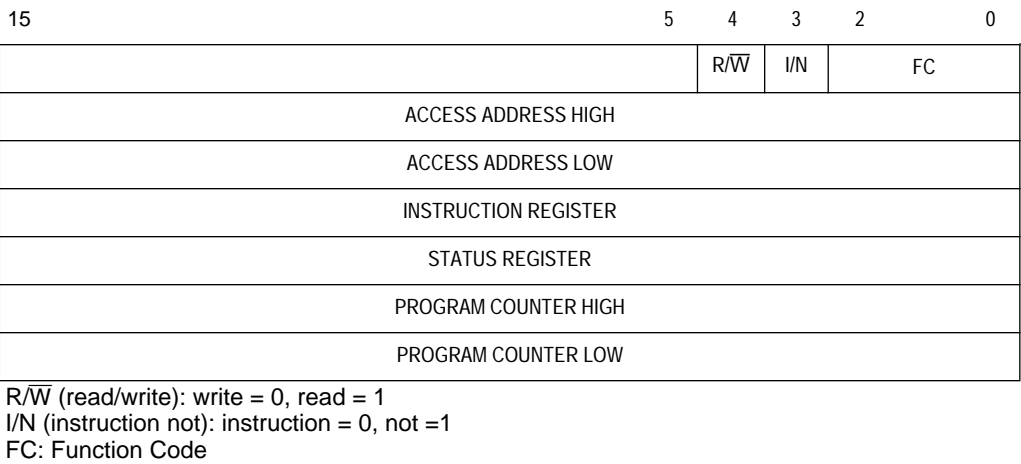 15 5 4 3 2 0
R/W̅ I/N FC
ACCESS ADDRESS HIGH
ACCESS ADDRESS LOW
INSTRUCTION REGISTER
STATUS REGISTER
PROGRAM COUNTER HIGH
PROGRAM COUNTER LOW
R/W̅ (read/write): write = 0, read = 1
I/N (instruction not): instruction = 0, not =1
FC: Function Code